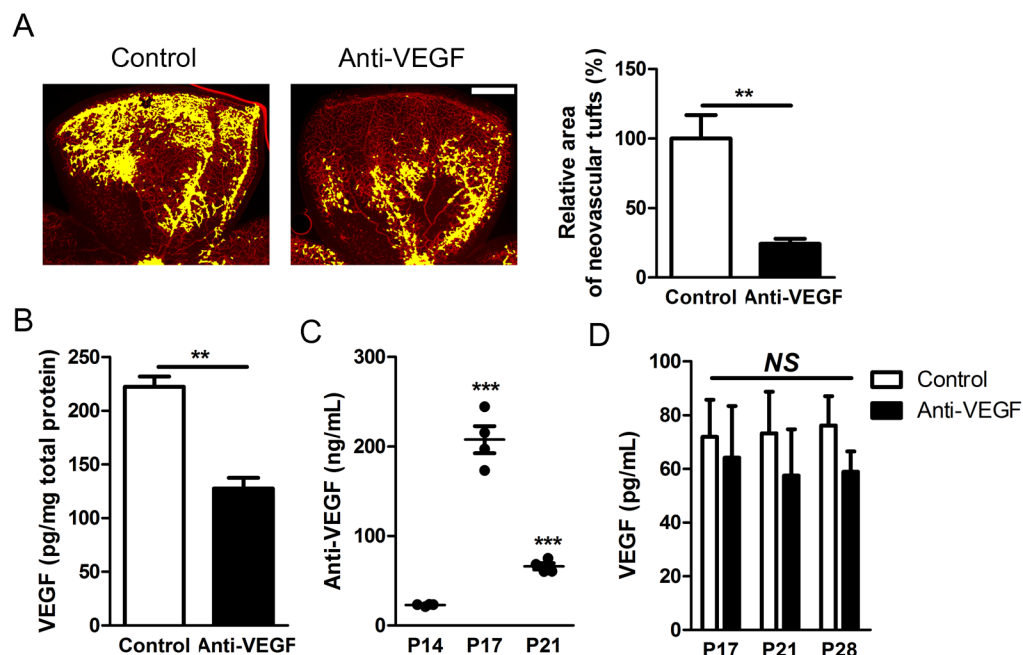 A
Control
Anti-VEGF
Relative area
of neovascular tufts (%)
150
100
50
0
**
Control Anti-VEGF
B
VEGF (pg/mg total protein)
250
200
150
100
50
0
**
Control Anti-VEGF
C
Anti-VEGF (ng/mL)
300
200
100
0
***
***
P14 P17 P21
D
VEGF (pg/mL)
100
80
60
40
20
0
NS
Control
Anti-VEGF
P17 P21 P28